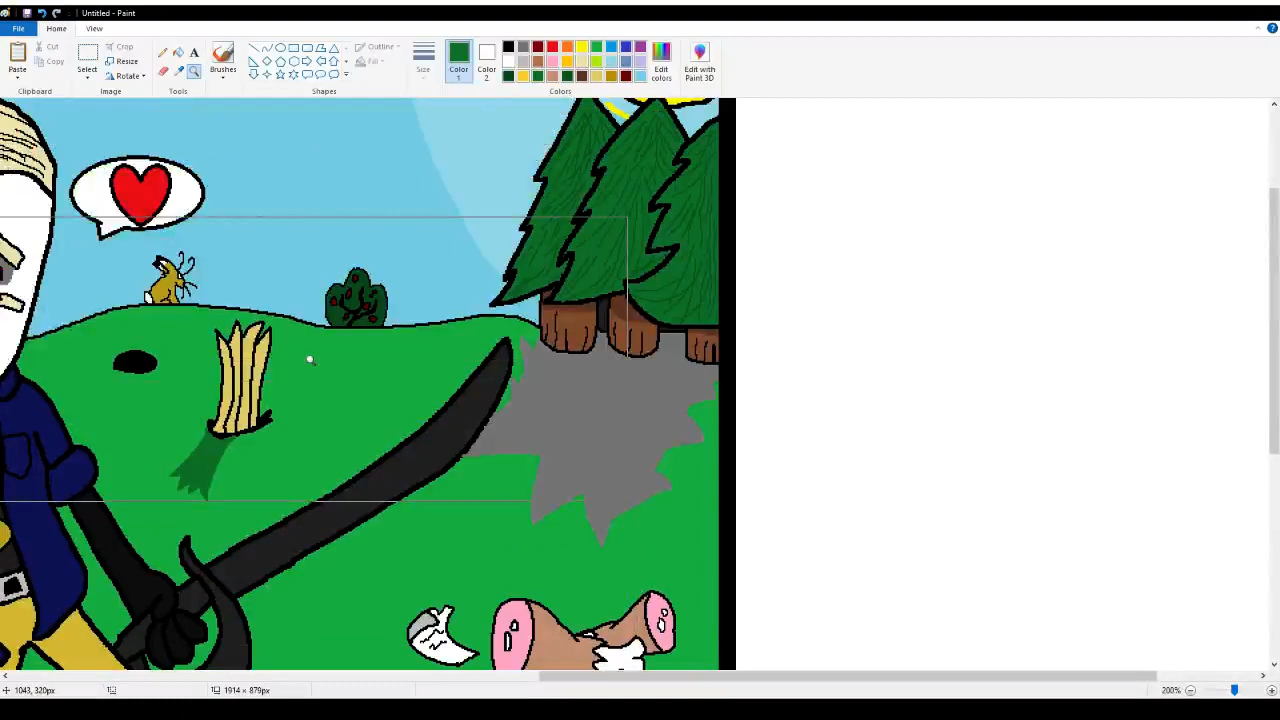 Untitled - Paint
File Home View
Paste
Cut
Copy
Clipboard
Select
Crop
Resize
Rotate
Image
Tools
Brushes
Outline
Fill
Shapes
Size
Color 1
Color 2
Edit colors
Edit with Paint 3D
Colors
1043, 320px
1914 × 879px
200%